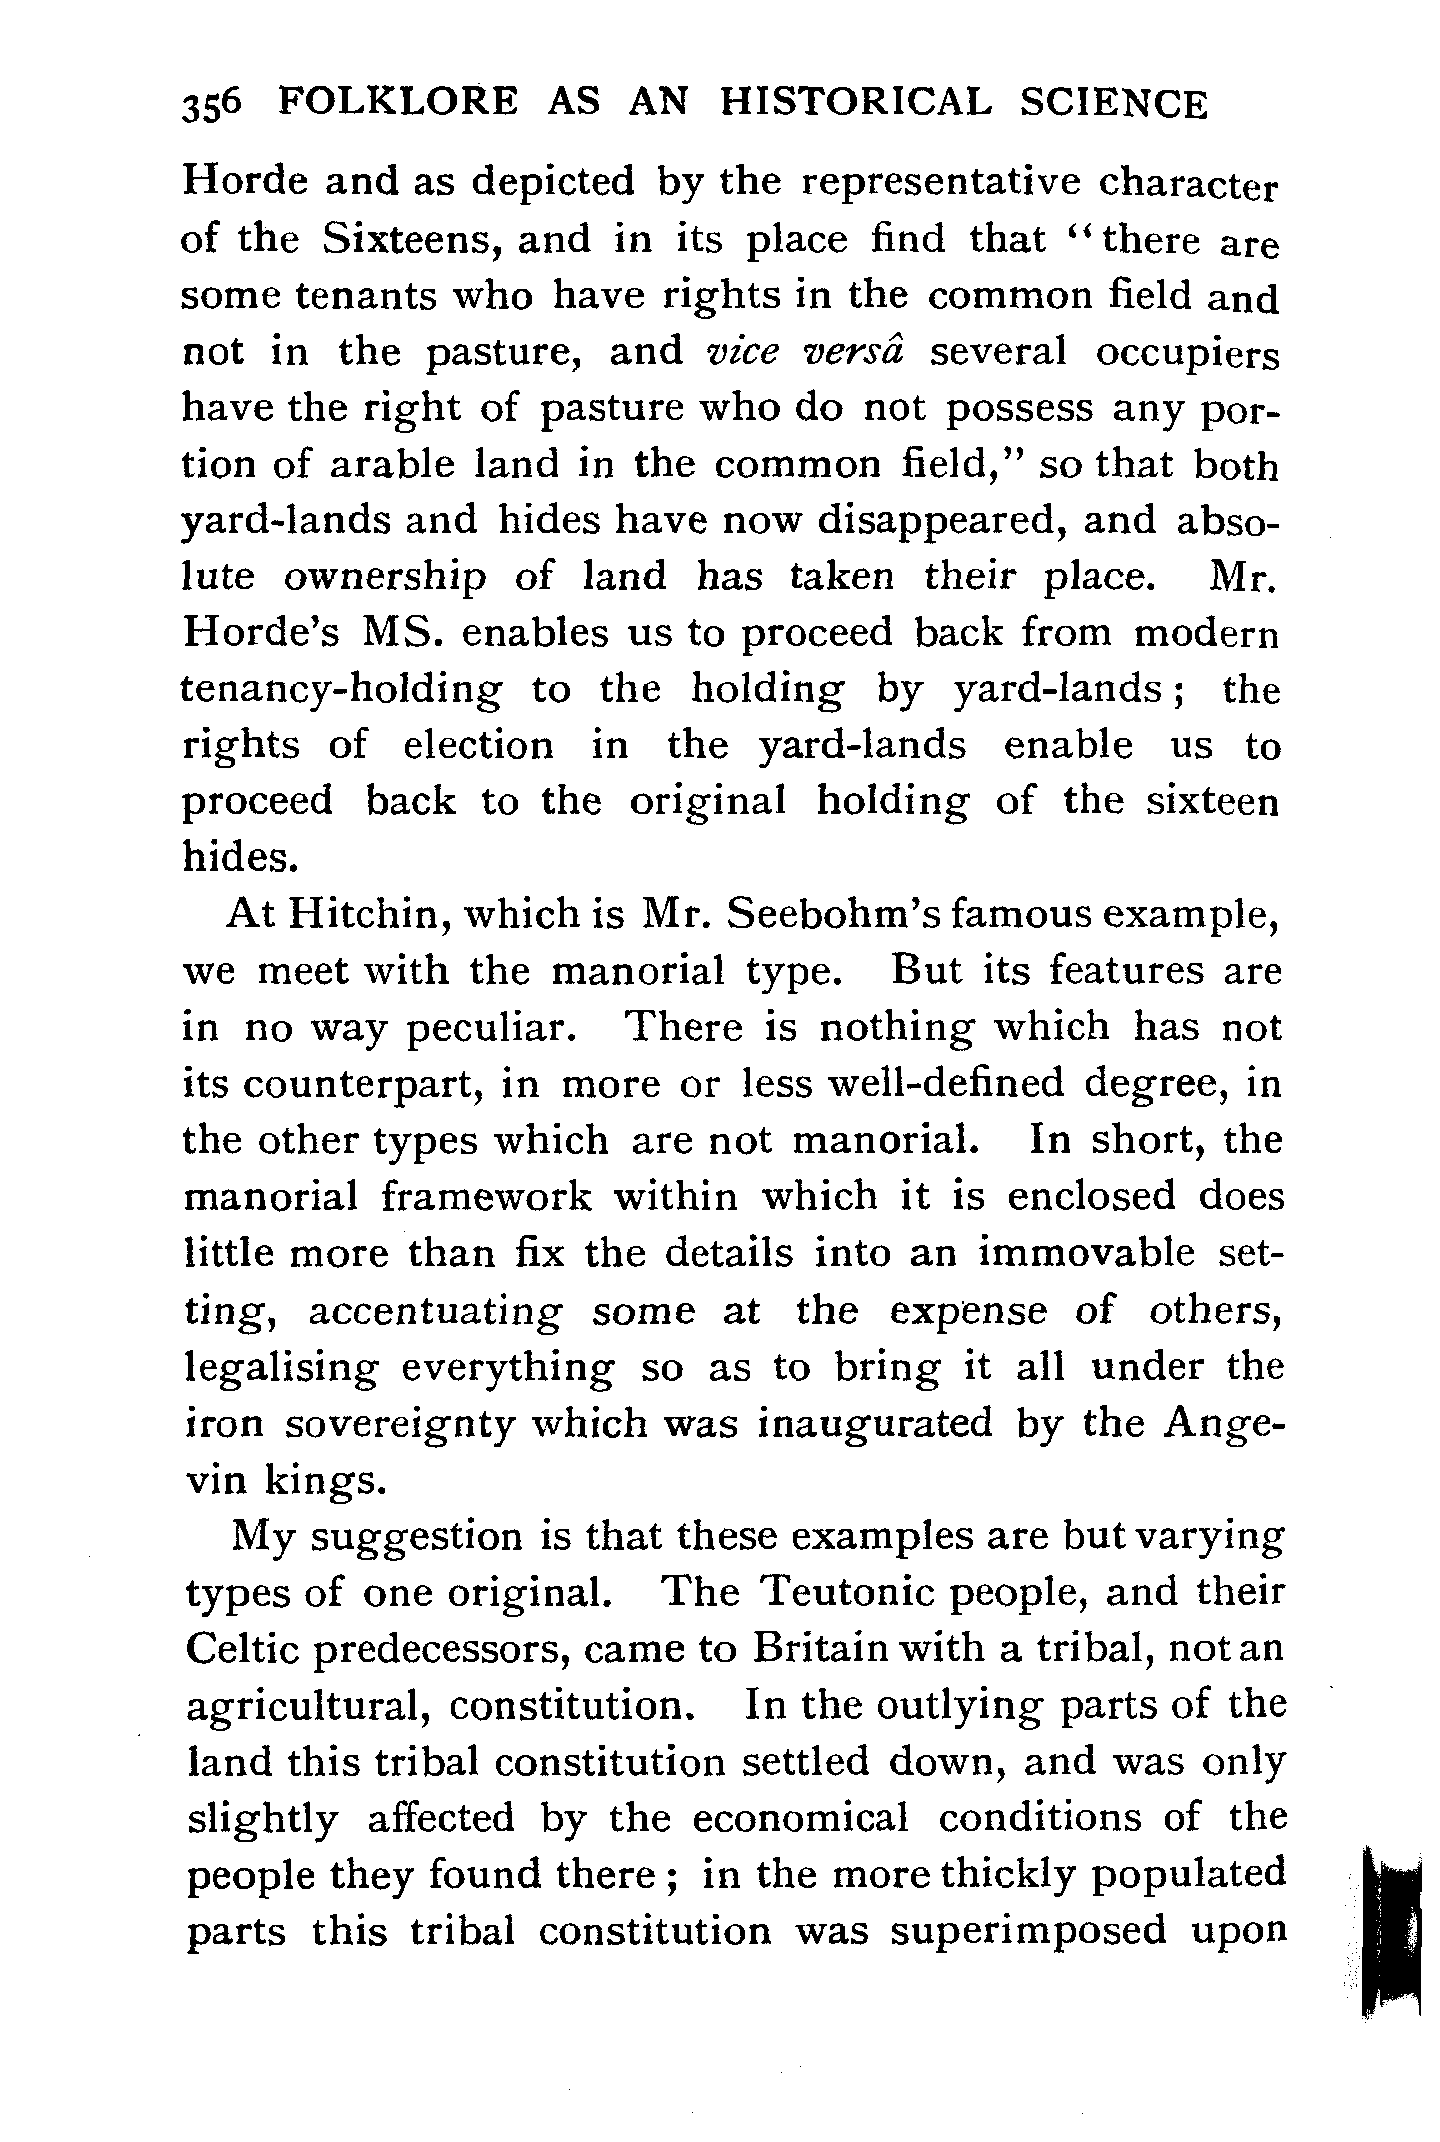 356 FOLKLORE AS AN HISTORICAL SCIENCE
Horde and as depicted by the representative character
of the Sixteens, and in its place find that “there are
some tenants who have rights in the common field and
not in the pasture, and vice versâ several occupiers
have the right of pasture who do not possess any por-
tion of arable land in the common field,” so that both
yard-lands and hides have now disappeared, and abso-
lute ownership of land has taken their place. Mr.
Horde’s MS. enables us to proceed back from modern
tenancy-holding to the holding by yard-lands ; the
rights of election in the yard-lands enable us to
proceed back to the original holding of the sixteen
hides.
At Hitchin, which is Mr. Seebohm’s famous example,
we meet with the manorial type. But its features are
in no way peculiar. There is nothing which has not
its counterpart, in more or less well-defined degree, in
the other types which are not manorial. In short, the
manorial framework within which it is enclosed does
little more than fix the details into an immovable set-
ting, accentuating some at the expense of others,
legalising everything so as to bring it all under the
iron sovereignty which was inaugurated by the Ange-
vin kings.
My suggestion is that these examples are but varying
types of one original. The Teutonic people, and their
Celtic predecessors, came to Britain with a tribal, not an
agricultural, constitution. In the outlying parts of the
land this tribal constitution settled down, and was only
slightly affected by the economical conditions of the
people they found there ; in the more thickly populated
parts this tribal constitution was superimposed upon